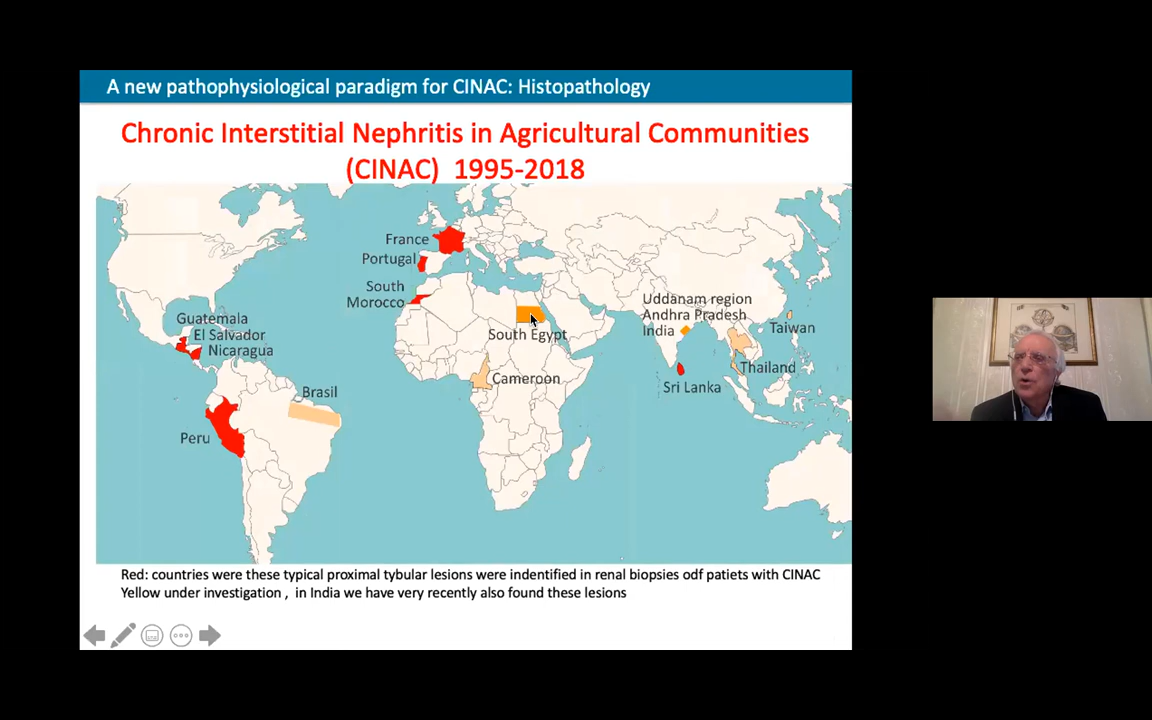 A new pathophysiological paradigm for CINAC: Histopathology
Chronic Interstitial Nephritis in Agricultural Communities
(CINAC) 1995-2018
France
Portugal
South
Morocco
Guatemala
El Salvador
Nicaragua
Brasil
Peru
South Egypt
Cameroon
Uddanam region
Andhra Pradesh
India
Taiwan
Thailand
Sri Lanka
Red: countries were these typical proximal tybular lesions were indentified in renal biopsies odf patiets with CINAC
Yellow under investigation , in India we have very recently also found these lesions